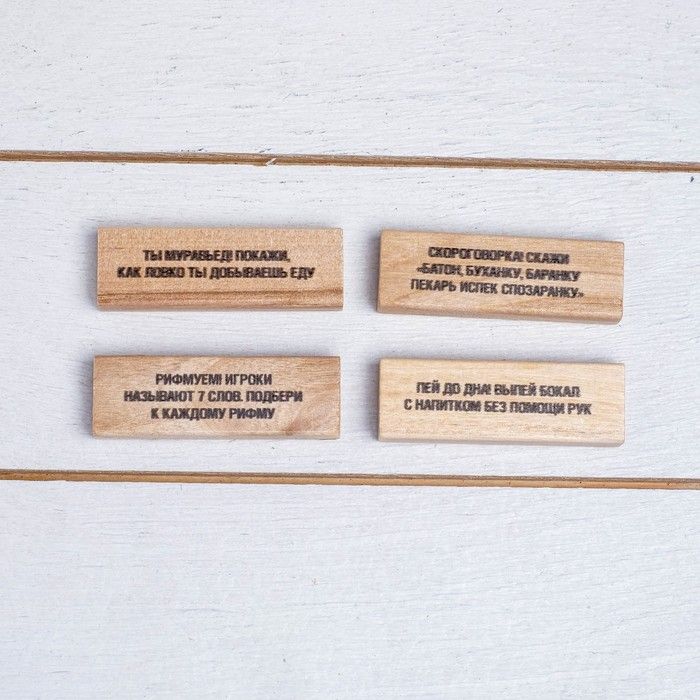 ТЫ МУРАВЬЕД! ПОКАЖИ,
КАК ЛОВКО ТЫ ДОБЫВАЕШЬ ЕДУ
СКОРОГОВОРКА! СКАЖИ
«БАТОН, БУХАНКУ, БАРАНКУ
ПЕКАРЬ ИСПЕК СПОЗАРАНКУ»
РИФМУЕМ! ИГРОКИ
НАЗЫВАЮТ 7 СЛОВ. ПОДБЕРИ
К КАЖДОМУ РИФМУ
ПЕЙ ДО ДНА! ВЫПЕЙ БОКАЛ
С НАПИТКОМ БЕЗ ПОМОЩИ РУК